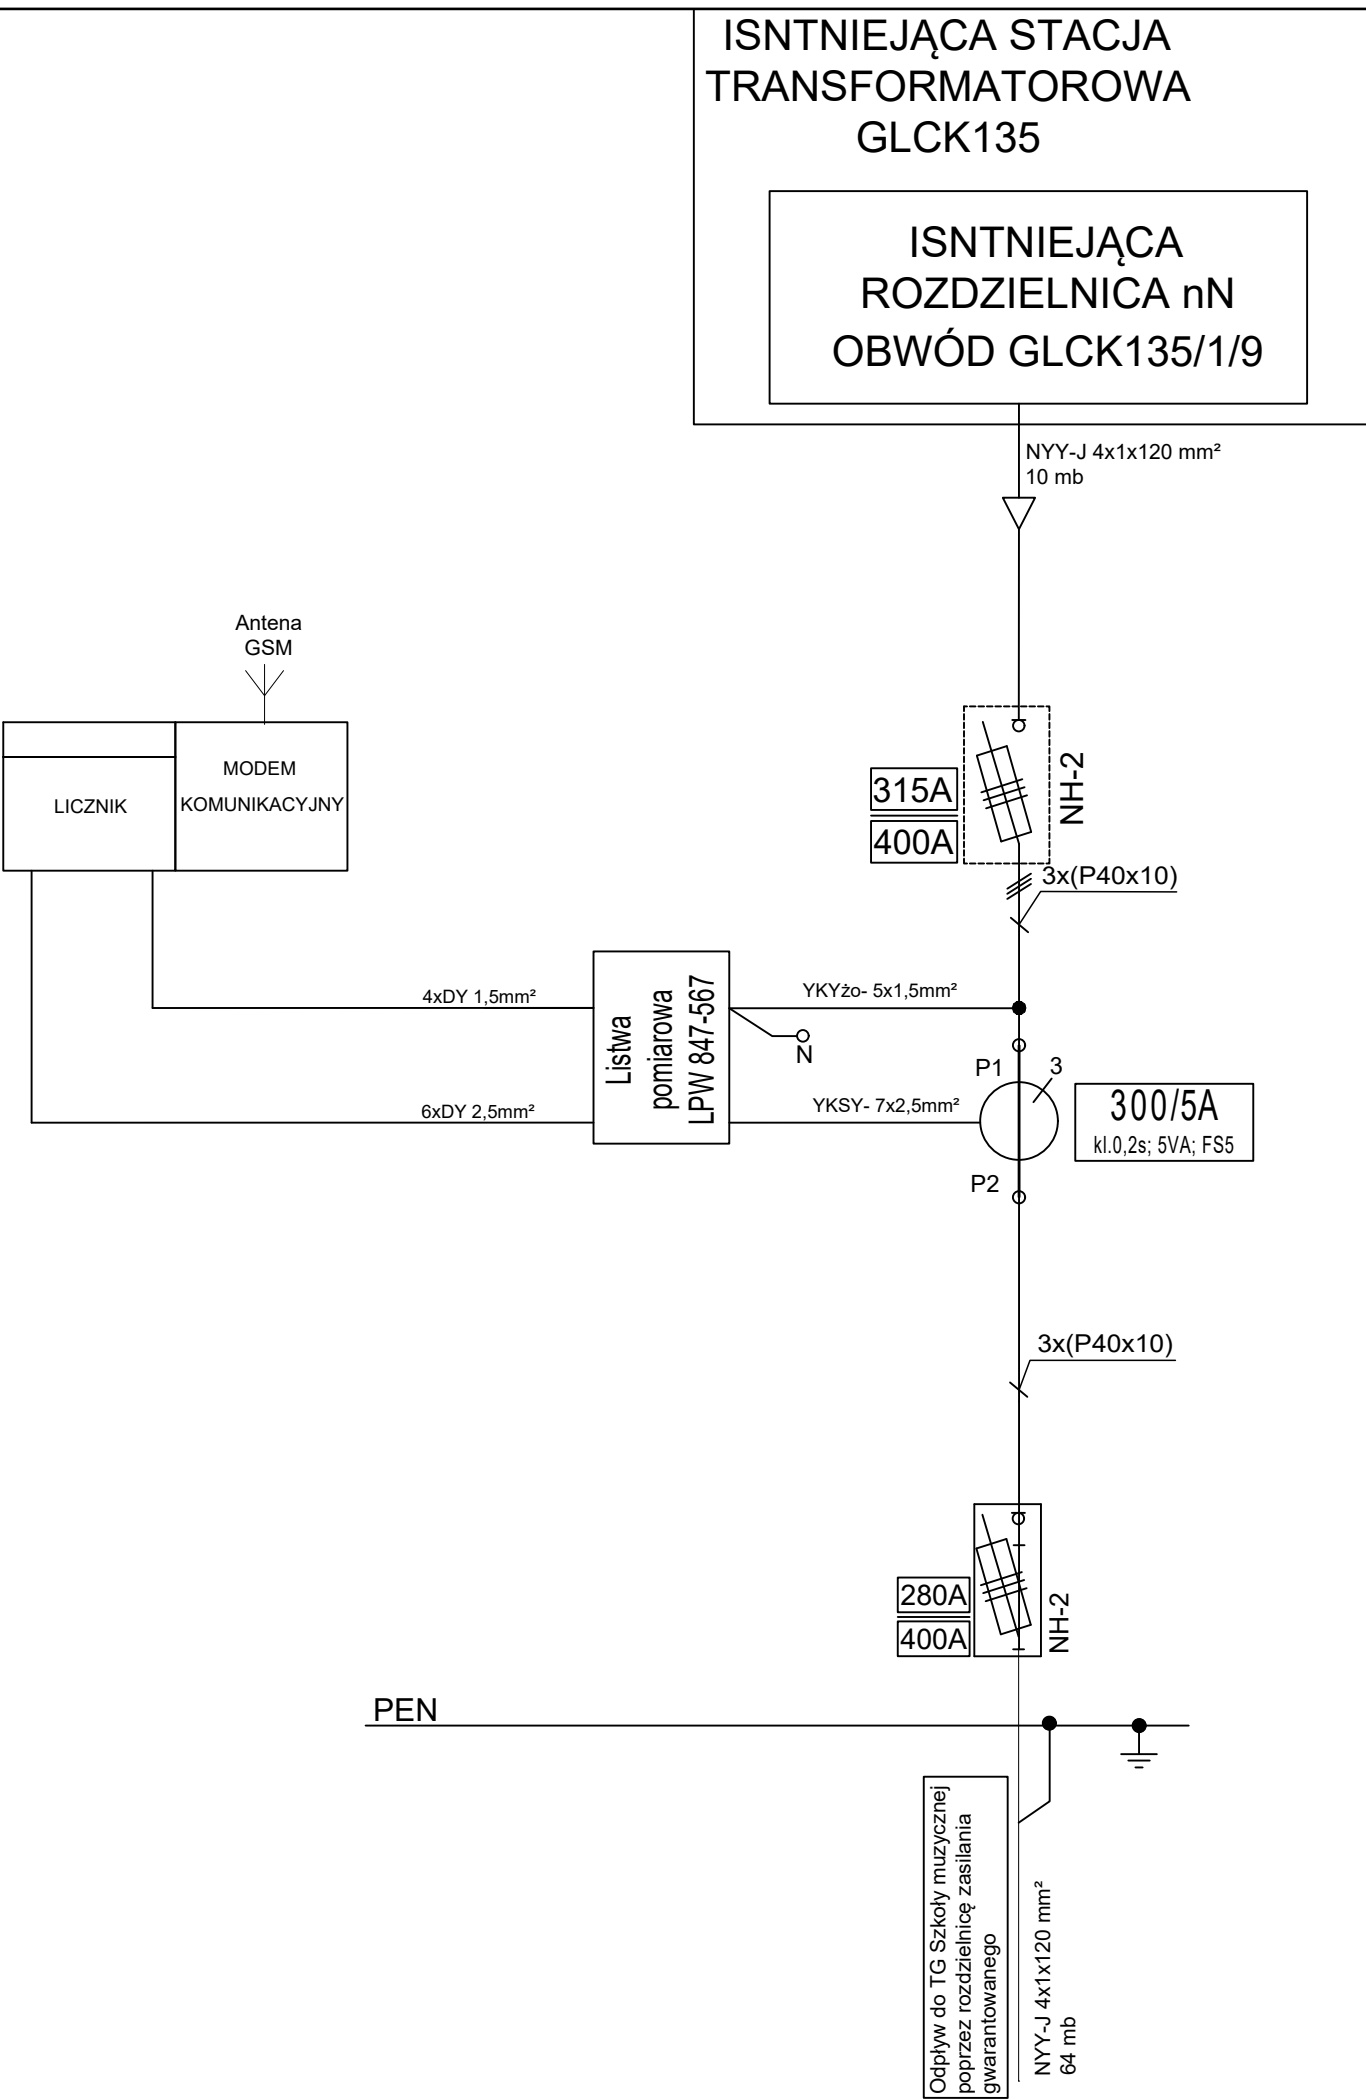 ISNTNIEJĄCA STACJA
TRANSFORMATOROWA
GLCK135
ISNTNIEJĄCA
ROZDZIELNICA nN
OBWÓD GLCK135/1/9
NYY-J 4x1x120 mm²
10 mb
Antena
GSM
LICZNIK
MODEM
KOMUNIKACYJNY
315A
400A
NH-2
3x(P40x10)
4xDY 1,5mm²
6xDY 2,5mm²
Listwa
pomiarowa
LPW 847-567
YKYżo- 5x1,5mm²
N
YKSY- 7x2,5mm²
P1
3
P2
300/5A
kl.0,2s; 5VA; FS5
3x(P40x10)
280A
400A
NH-2
PEN
Odpływ do TG Szkoły muzycznej
poprzez rozdzielnicę zasilania
gwarantowanego
NYY-J 4x1x120 mm²
64 mb